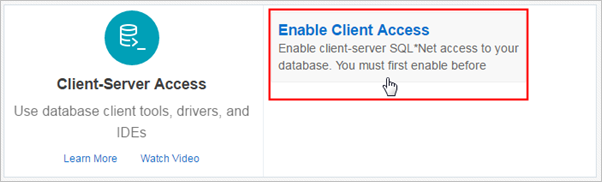 Client-Server Access
Use database client tools, drivers, and
IDEs
Learn More Watch Video
Enable Client Access
Enable client-server SQL*Net access to your
database. You must first enable before